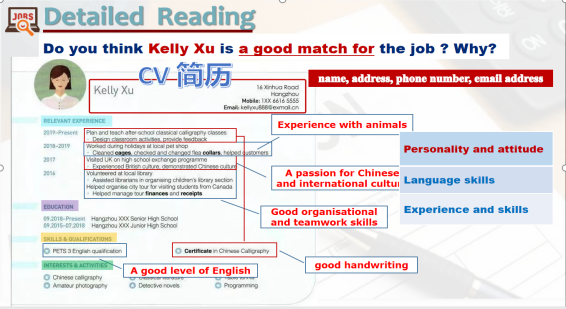 JOBS
Detailed Reading
Do you think Kelly Xu is a good match for the job ? Why?
CV 简历
Kelly Xu
16 Xinhua Road
Hangzhou
Mobile: 1XX 6616 5555
Email: kellyxu888@exmail.cn
name, address, phone number, email address
RELEVANT EXPERIENCE
2019–Present Plan and teach after-school classical calligraphy classes
Design classroom activities, provide feedback
2018–2019 Worked during holidays at local pet shop
Cleaned cages, checked and changed flea collars, helped customers
2017 Visited UK on high school exchange programme
Experienced British culture, demonstrated Chinese culture
2016 Volunteered at local library
Assisted librarians in organising children's library section
Helped organise city tour for visiting students from Canada
Helped manage tour finances and receipts
Experience with animals
A passion for Chinese
and international cultur
Good organisational
and teamwork skills
Personality and attitude
Language skills
Experience and skills
EDUCATION
09.2018–Present Hangzhou XXX Senior High School
09.2015–07.2018 Hangzhou XXX Junior High School
SKILLS & QUALIFICATIONS
PETS 3 English qualification
Certificate in Chinese Calligraphy
A good level of English
good handwriting
INTERESTS & ACTIVITIES
Chinese calligraphy
Amateur photography Detective novels Programming